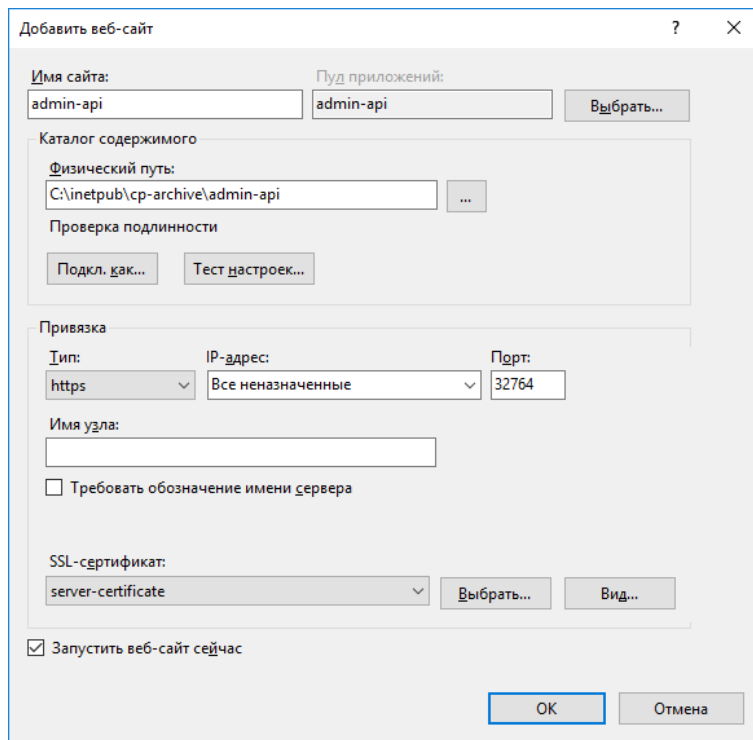 Добавить веб-сайт
?
Имя сайта:
Пул приложений:
admin-api
admin-api
Выбрать...
Каталог содержимого
Физический путь:
C:\inetpub\cp-archive\admin-api
...
Проверка подлинности
Подкл. как...
Тест настроек...
Привязка
Тип:
IP-адрес:
Порт:
https
Все неназначенные
32764
Имя узла:
Требовать обозначение имени сервера
SSL-сертификат:
server-certificate
Выбрать...
Вид...
Запустить веб-сайт сейчас
OK
Отмена